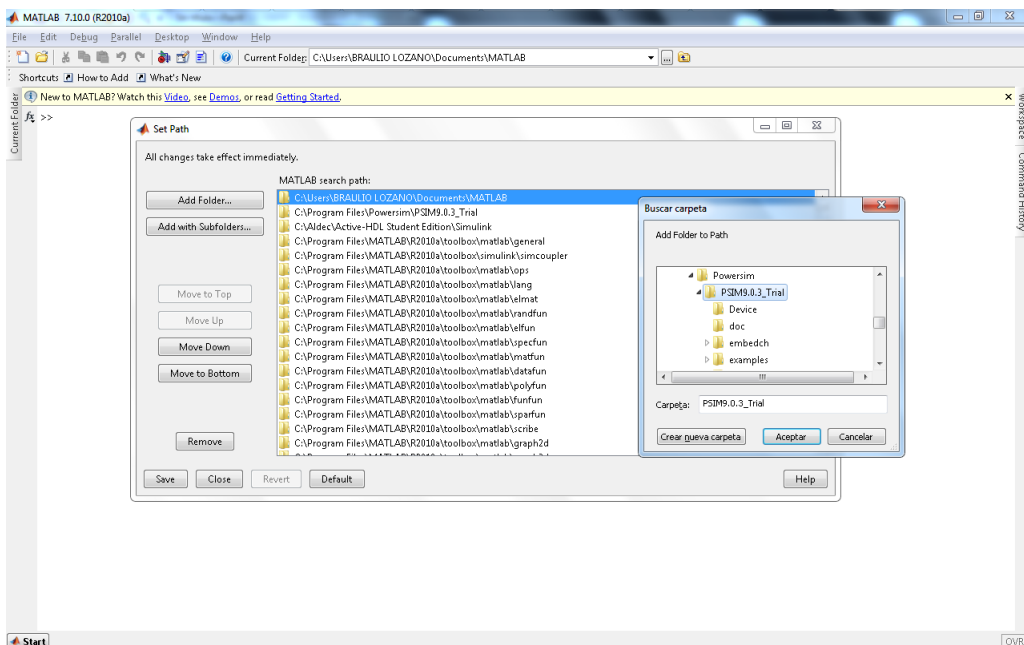 MATLAB 7.10.0 (R2010a)
File Edit Debug Parallel Desktop Window Help
Current Folder: C:\Users\BRAULIO LOZANO\Documents\MATLAB
Shortcuts How to Add What's New
New to MATLAB? Watch this Video, see Demos, or read Getting Started.
Current Folder
fx >>
Workspace
Command History
Set Path
All changes take effect immediately.
MATLAB search path:
Add Folder...
Add with Subfolders...
Move to Top
Move Up
Move Down
Move to Bottom
Remove
C:\Users\BRAULIO LOZANO\Documents\MATLAB
C:\Program Files\Powersim\PSIM9.0.3_Trial
C:\Aldec\Active-HDL Student Edition\Simulink
C:\Program Files\MATLAB\R2010a\toolbox\matlab\general
C:\Program Files\MATLAB\R2010a\toolbox\simulink\simcoupler
C:\Program Files\MATLAB\R2010a\toolbox\matlab\ops
C:\Program Files\MATLAB\R2010a\toolbox\matlab\lang
C:\Program Files\MATLAB\R2010a\toolbox\matlab\elmat
C:\Program Files\MATLAB\R2010a\toolbox\matlab\randfun
C:\Program Files\MATLAB\R2010a\toolbox\matlab\elfun
C:\Program Files\MATLAB\R2010a\toolbox\matlab\specfun
C:\Program Files\MATLAB\R2010a\toolbox\matlab\matfun
C:\Program Files\MATLAB\R2010a\toolbox\matlab\datafun
C:\Program Files\MATLAB\R2010a\toolbox\matlab\polyfun
C:\Program Files\MATLAB\R2010a\toolbox\matlab\funfun
C:\Program Files\MATLAB\R2010a\toolbox\matlab\sparfun
C:\Program Files\MATLAB\R2010a\toolbox\matlab\scribe
C:\Program Files\MATLAB\R2010a\toolbox\matlab\graph2d
Save Close Revert Default Help
Buscar carpeta
Add Folder to Path
Powersim
PSIM9.0.3_Trial
Device
doc
embedch
examples
Carpeta: PSIM9.0.3_Trial
Crear nueva carpeta Aceptar Cancelar
Start
OVR